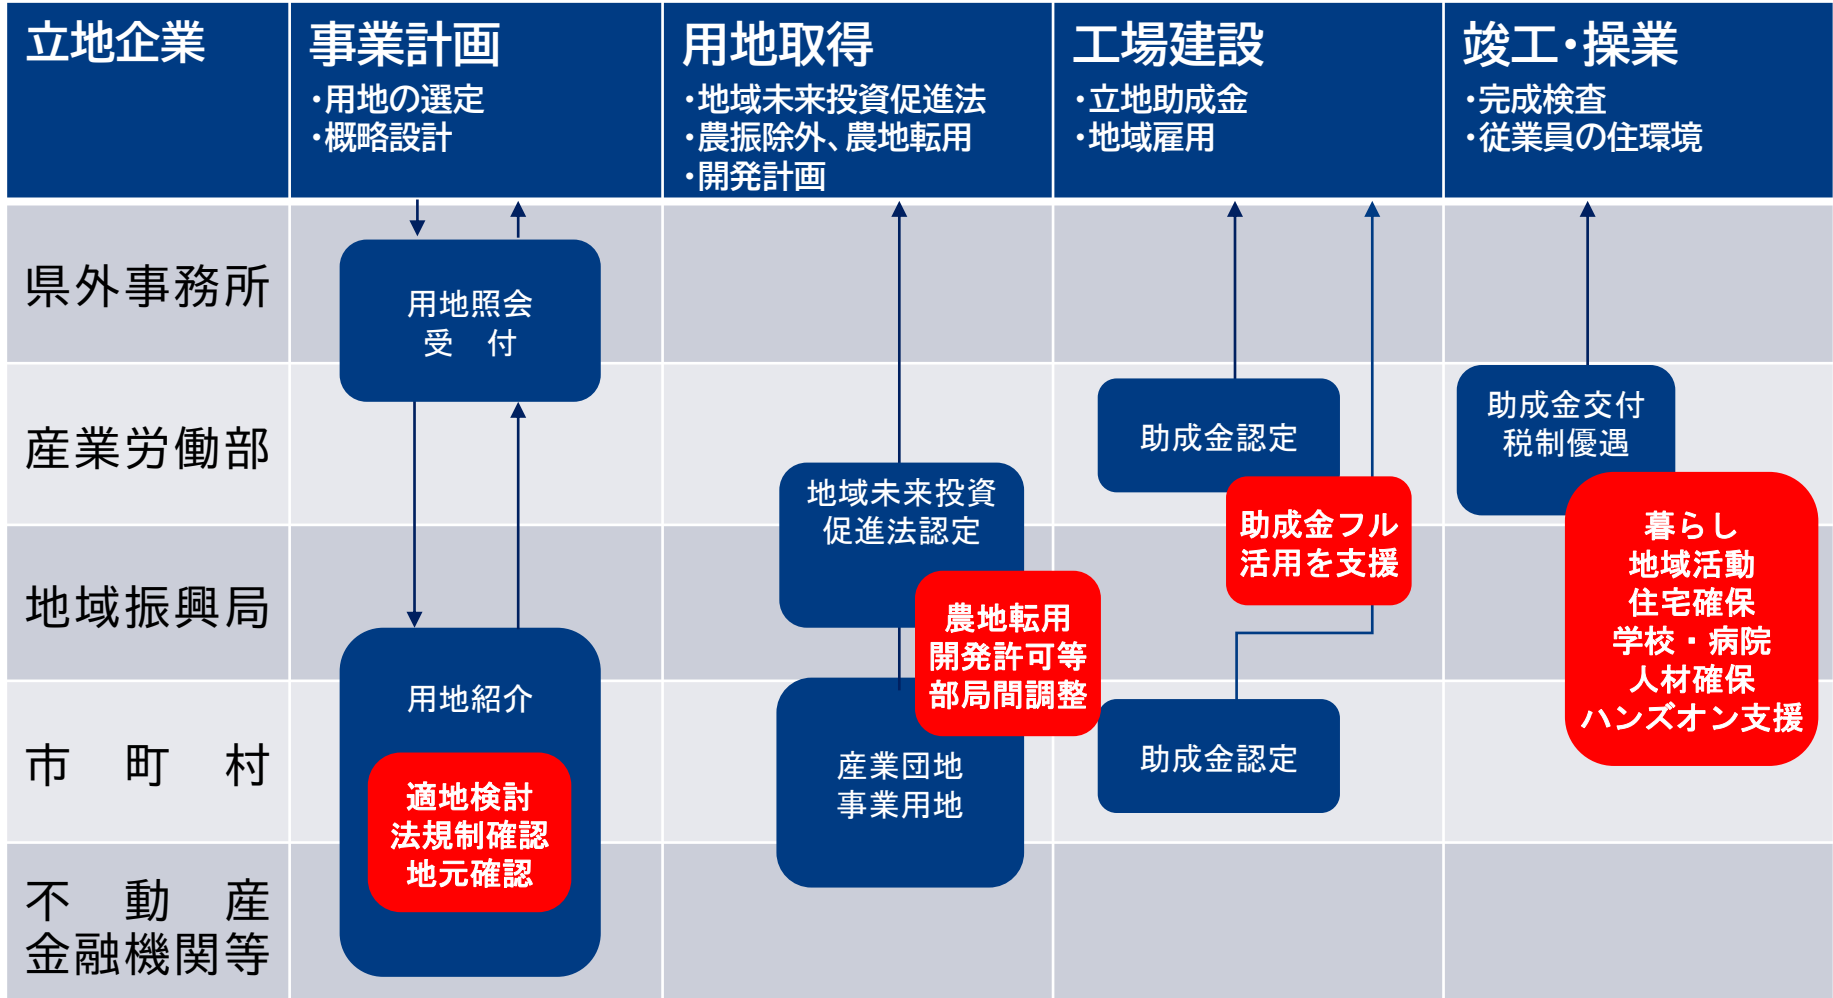 立地企業
事業計画
・用地の選定
・概略設計
用地取得
・地域未来投資促進法
・農振除外、農地転用
・開発計画
工場建設
・立地助成金
・地域雇用
竣工・操業
・完成検査
・従業員の住環境
県外事務所
用地照会
受　付
産業労働部
地域未来投資
促進法認定
助成金認定
助成金フル
活用を支援
助成金交付
税制優遇
暮らし
地域活動
住宅確保
学校・病院
人材確保
ハンズオン支援
地域振興局
農地転用
開発許可等
部局間調整
市　町　村
用地紹介
適地検討
法規制確認
地元確認
産業団地
事業用地
助成金認定
不　動　産
金融機関等